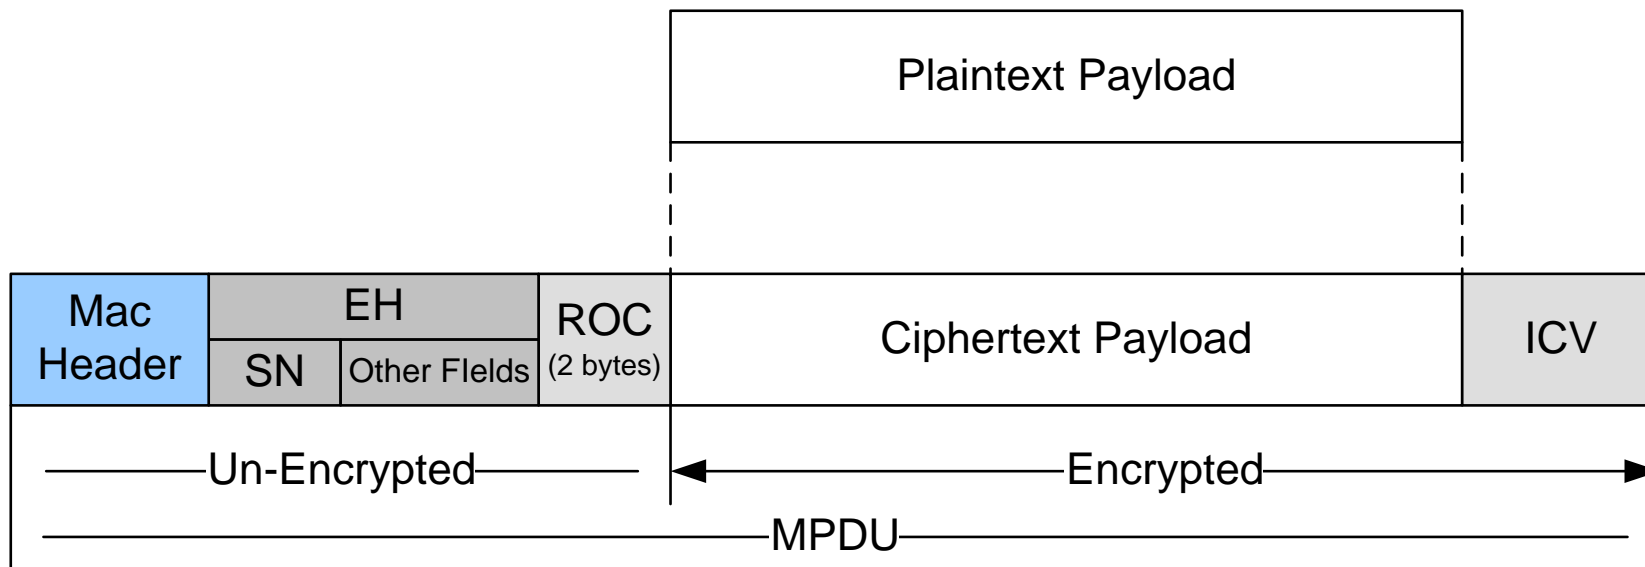 Plaintext Payload
Mac
Header
EH
SN
Other FIelds
ROC
(2 bytes)
Ciphertext Payload
ICV
Un-Encrypted
Encrypted
MPDU